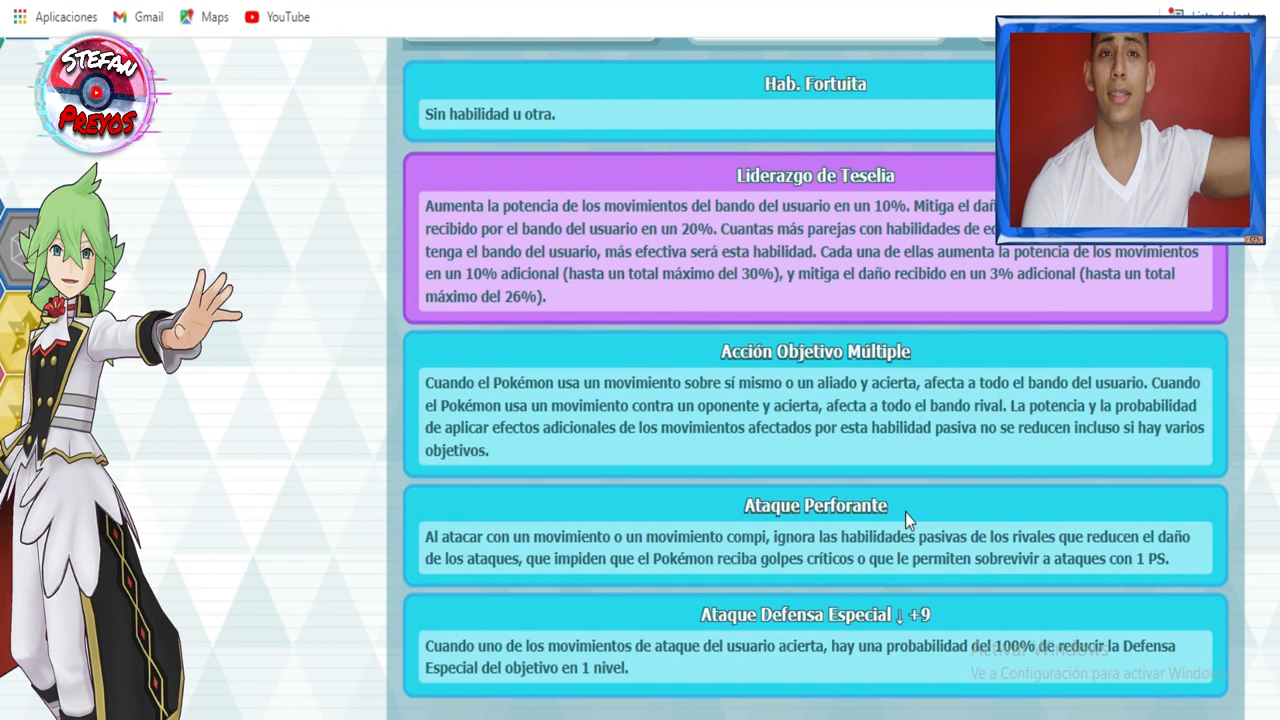 Aplicaciones Gmail Maps YouTube
STEFAN
PREYOS
Hab. Fortuita
Sin habilidad u otra.
Liderazgo de Teselia
Aumenta la potencia de los movimientos del bando del usuario en un 10%. Mitiga el
recibido por el bando del usuario en un 20%. Cuantas más parejas con habilidades de
tenga el bando del usuario, más efectiva será esta habilidad. Cada una de ellas aumenta la potencia de los movimientos
en un 10% adicional (hasta un total máximo del 30%), y mitiga el daño recibido en un 3% adicional (hasta un total
máximo del 26%).
Acción Objetivo Múltiple
Cuando el Pokémon usa un movimiento sobre sí mismo o un aliado y acierta, afecta a todo el bando del usuario. Cuando
el Pokémon usa un movimiento contra un oponente y acierta, afecta a todo el bando rival. La potencia y la probabilidad
de aplicar efectos adicionales de los movimientos afectados por esta habilidad pasiva no se reducen incluso si hay varios
objetivos.
Ataque Perforante
Al atacar con un movimiento o un movimiento compi, ignora las habilidades pasivas de los rivales que reducen el daño
de los ataques, que impiden que el Pokémon reciba golpes críticos o que le permiten sobrevivir a ataques con 1 PS.
Ataque Defensa Especial ↓ +9
Cuando uno de los movimientos de ataque del usuario acierta, hay una probabilidad del 100% de reducir la Defensa
Especial del objetivo en 1 nivel.
Activar Windows
Ve a Configuración para activar Windows.